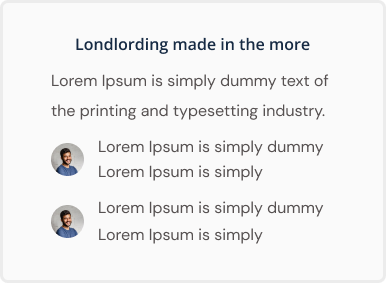 Londlording made in the more
Lorem Ipsum is simply dummy text of
the printing and typesetting industry.
Lorem Ipsum is simply dummy
Lorem Ipsum is simply
Lorem Ipsum is simply dummy
Lorem Ipsum is simply